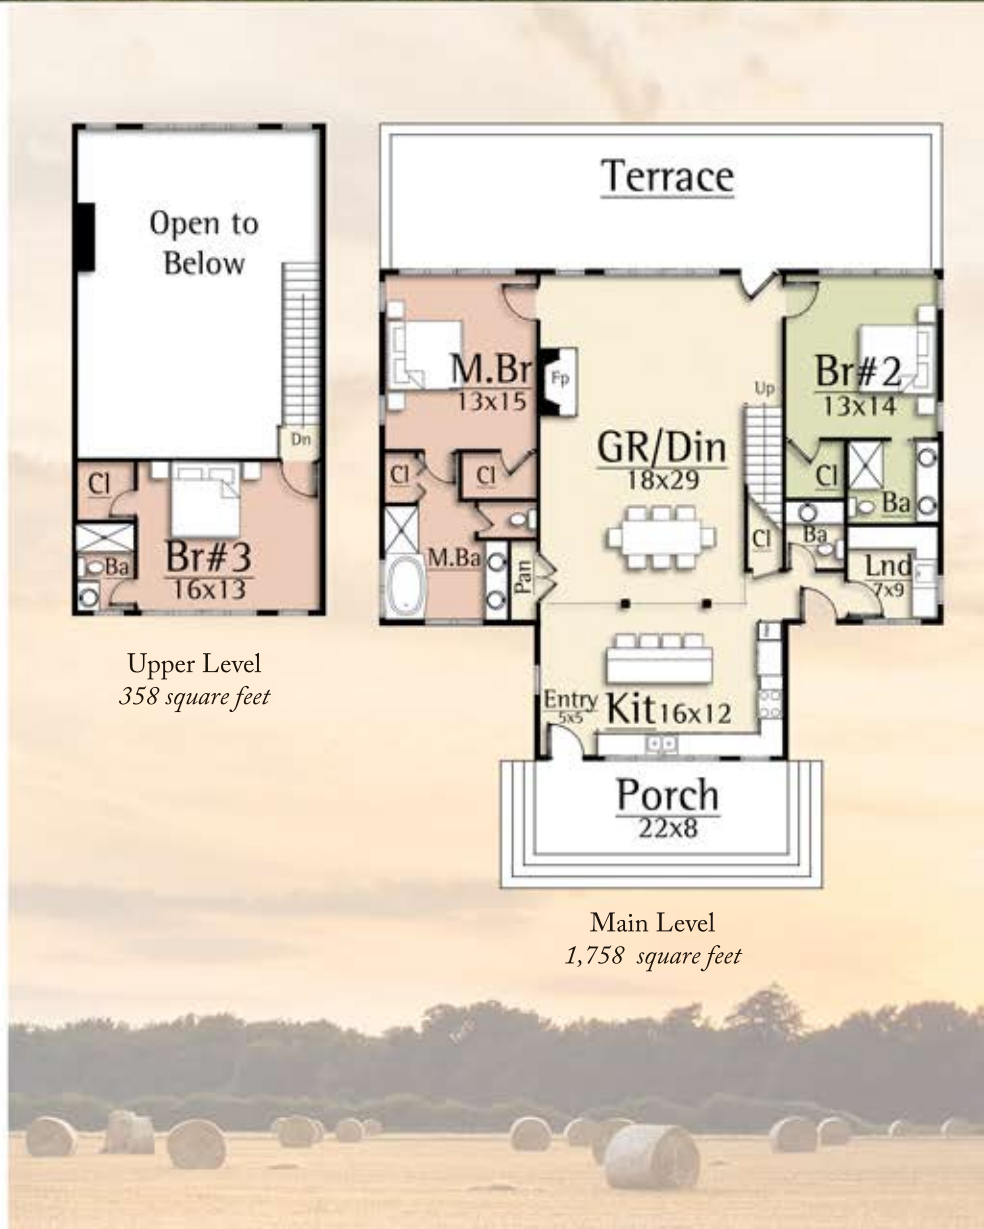 Open to
Below
Dn
Cl
Ba
Br#3
16x13
Upper Level
358 square feet
Terrace
M.Br
13x15
Fp
Up
Br#2
13x14
GR/Din
18x29
Cl
Cl
Cl
Ba
M.Ba
Pan
Cl
Ba
Lnd
7x9
Entry
5x5
Kit 16x12
Porch
22x8
Main Level
1,758 square feet